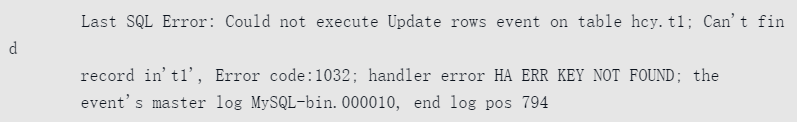 Last SQL Error: Could not execute Update rows event on table hcy.t1; Can't fin
d
record in't1', Error code:1032; handler error HA ERR KEY NOT FOUND; the
event's master log MySQL-bin.000010, end log pos 794